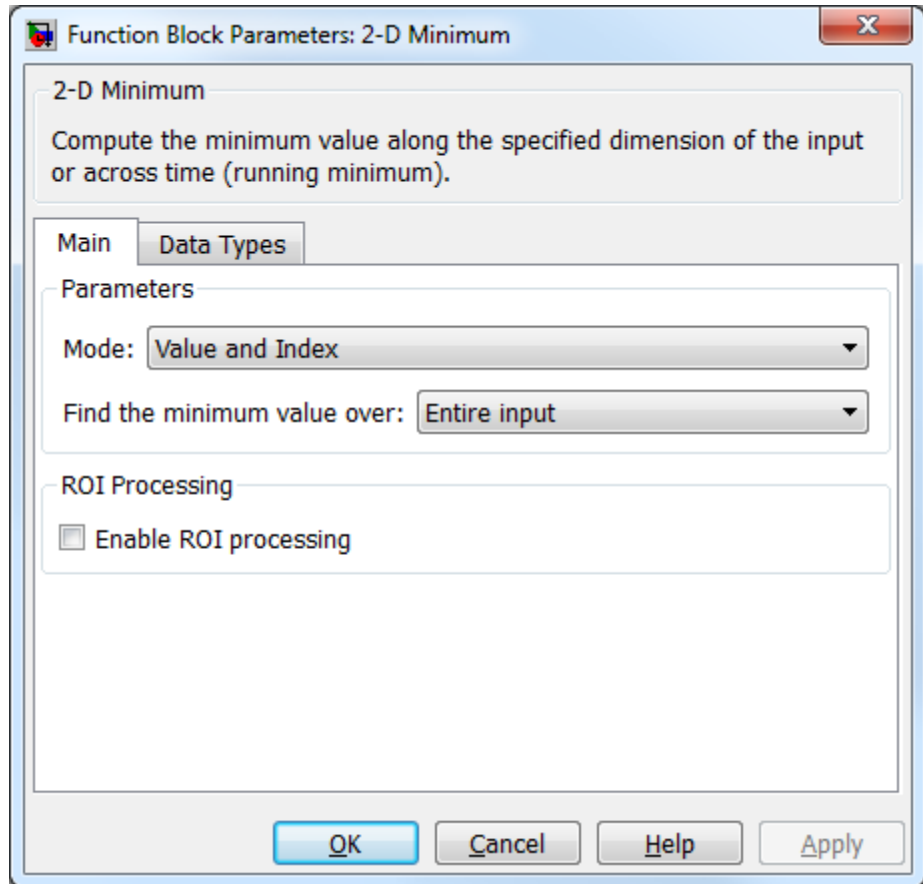 Function Block Parameters: 2-D Minimum
X
2-D Minimum
Compute the minimum value along the specified dimension of the input
or across time (running minimum).
Main Data Types
Parameters
Mode: Value and Index
Find the minimum value over: Entire input
ROI Processing
Enable ROI processing
OK Cancel Help Apply